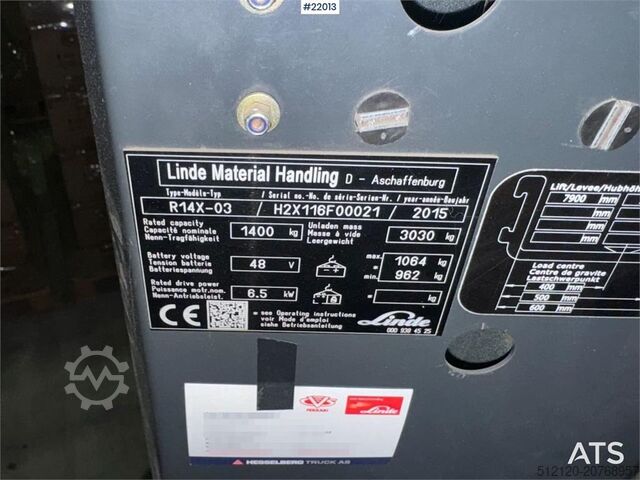 #22013
Linde Material Handling D - Aschaffenburg
Type-Modèle-Typ / Serial no.-No. de série-Serien-Nr. / year-année-Baujahr
R14X-03 / H2X116F00021 / 2015
Rated capacity
Capacité nominale
Nenn-Tragfähigkeit
1400 kg
Unladen mass
Masse à vide
Leergewicht
3030 kg
Battery voltage
Tension batterie
Batteriespannung
48 V
max. 1064 kg
min. 962 kg
Rated drive power
Puissance motr.nom.
Nenn-Antriebsleist.
6.5 kW
= kg
CE
see Operating instructions
voir Mode d'emploi
siehe Betriebsanleitung
Linde
000 939 45 25
Lift/Levee/Hubhöh
7900 mm
mm
mm
Load centre
Centre de gravite
Lastschwerpunkt
400 mm
500 mm
600 mm
CVS
FERRARI
Linde
HESSELBERG TRUCK AB
ATS